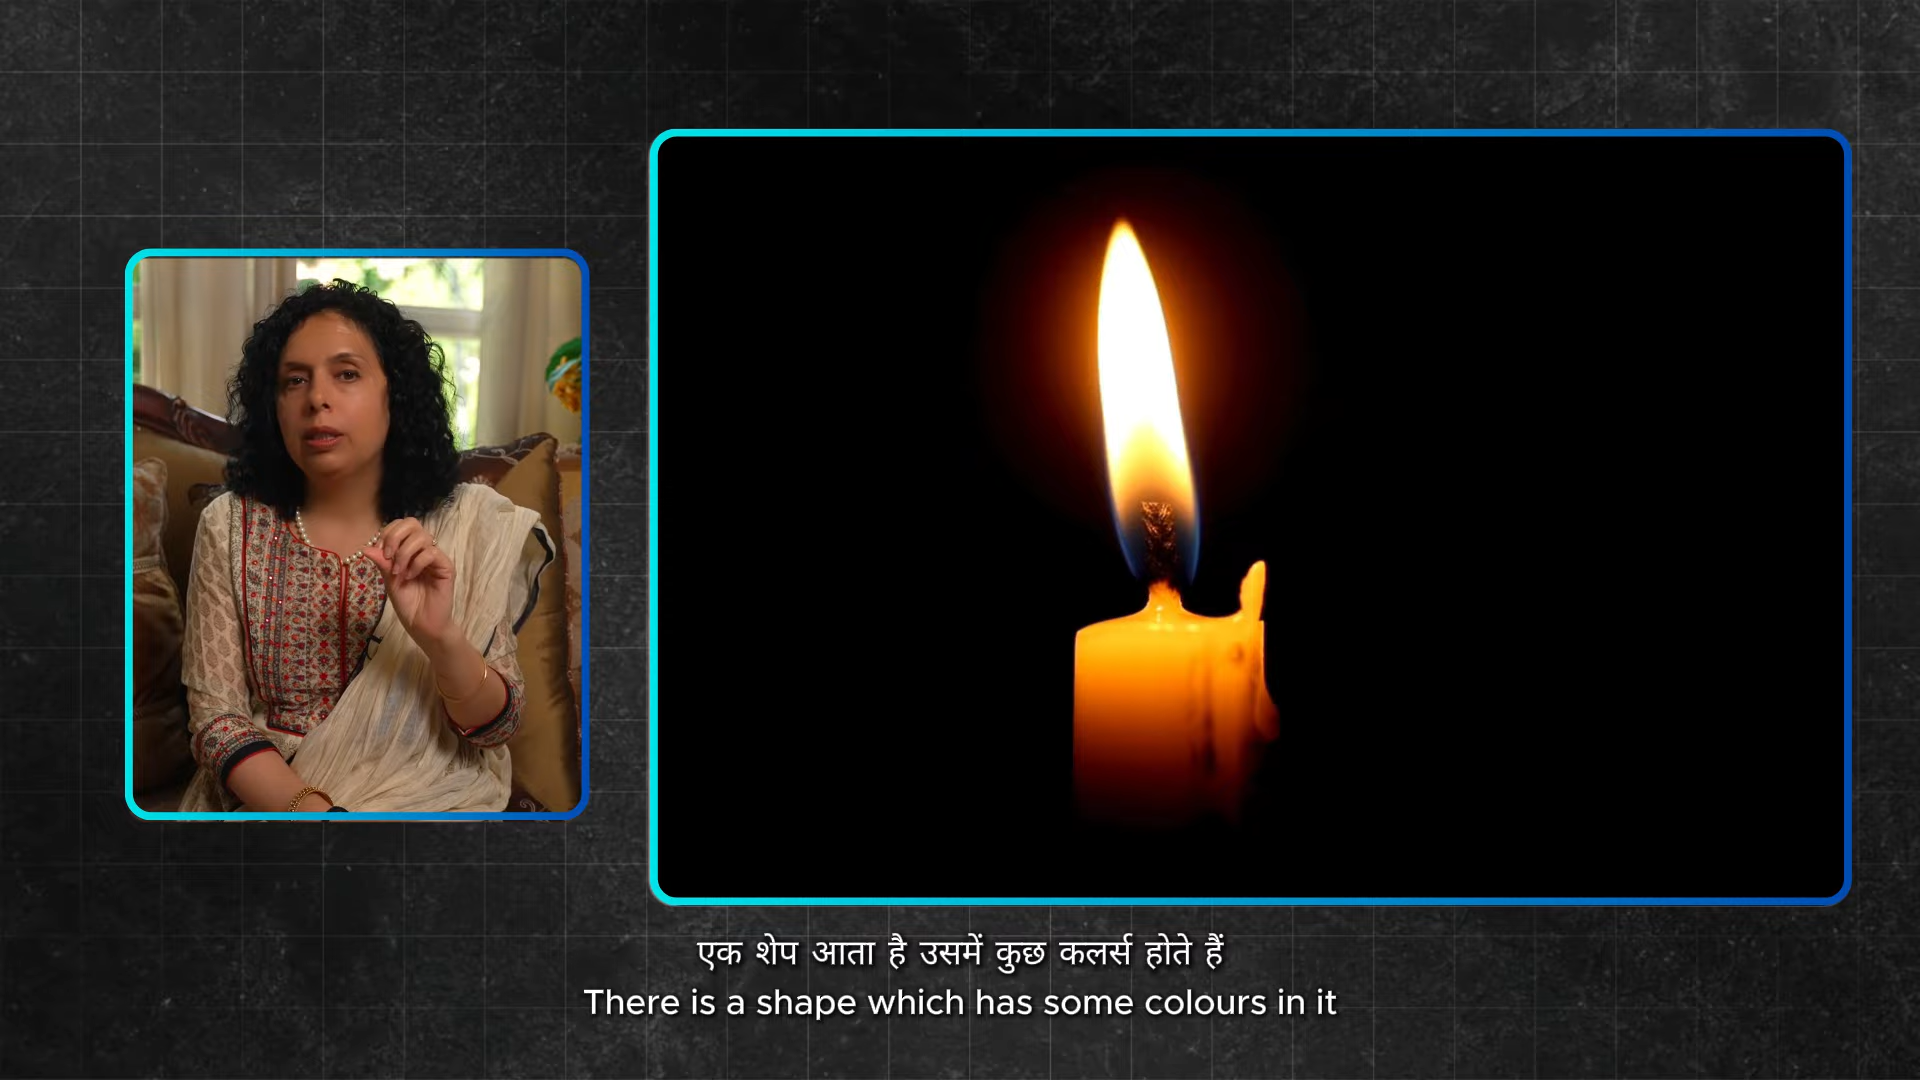 एक शेप आता है उसमें कुछ कलर्स होते हैं
There is a shape which has some colours in it